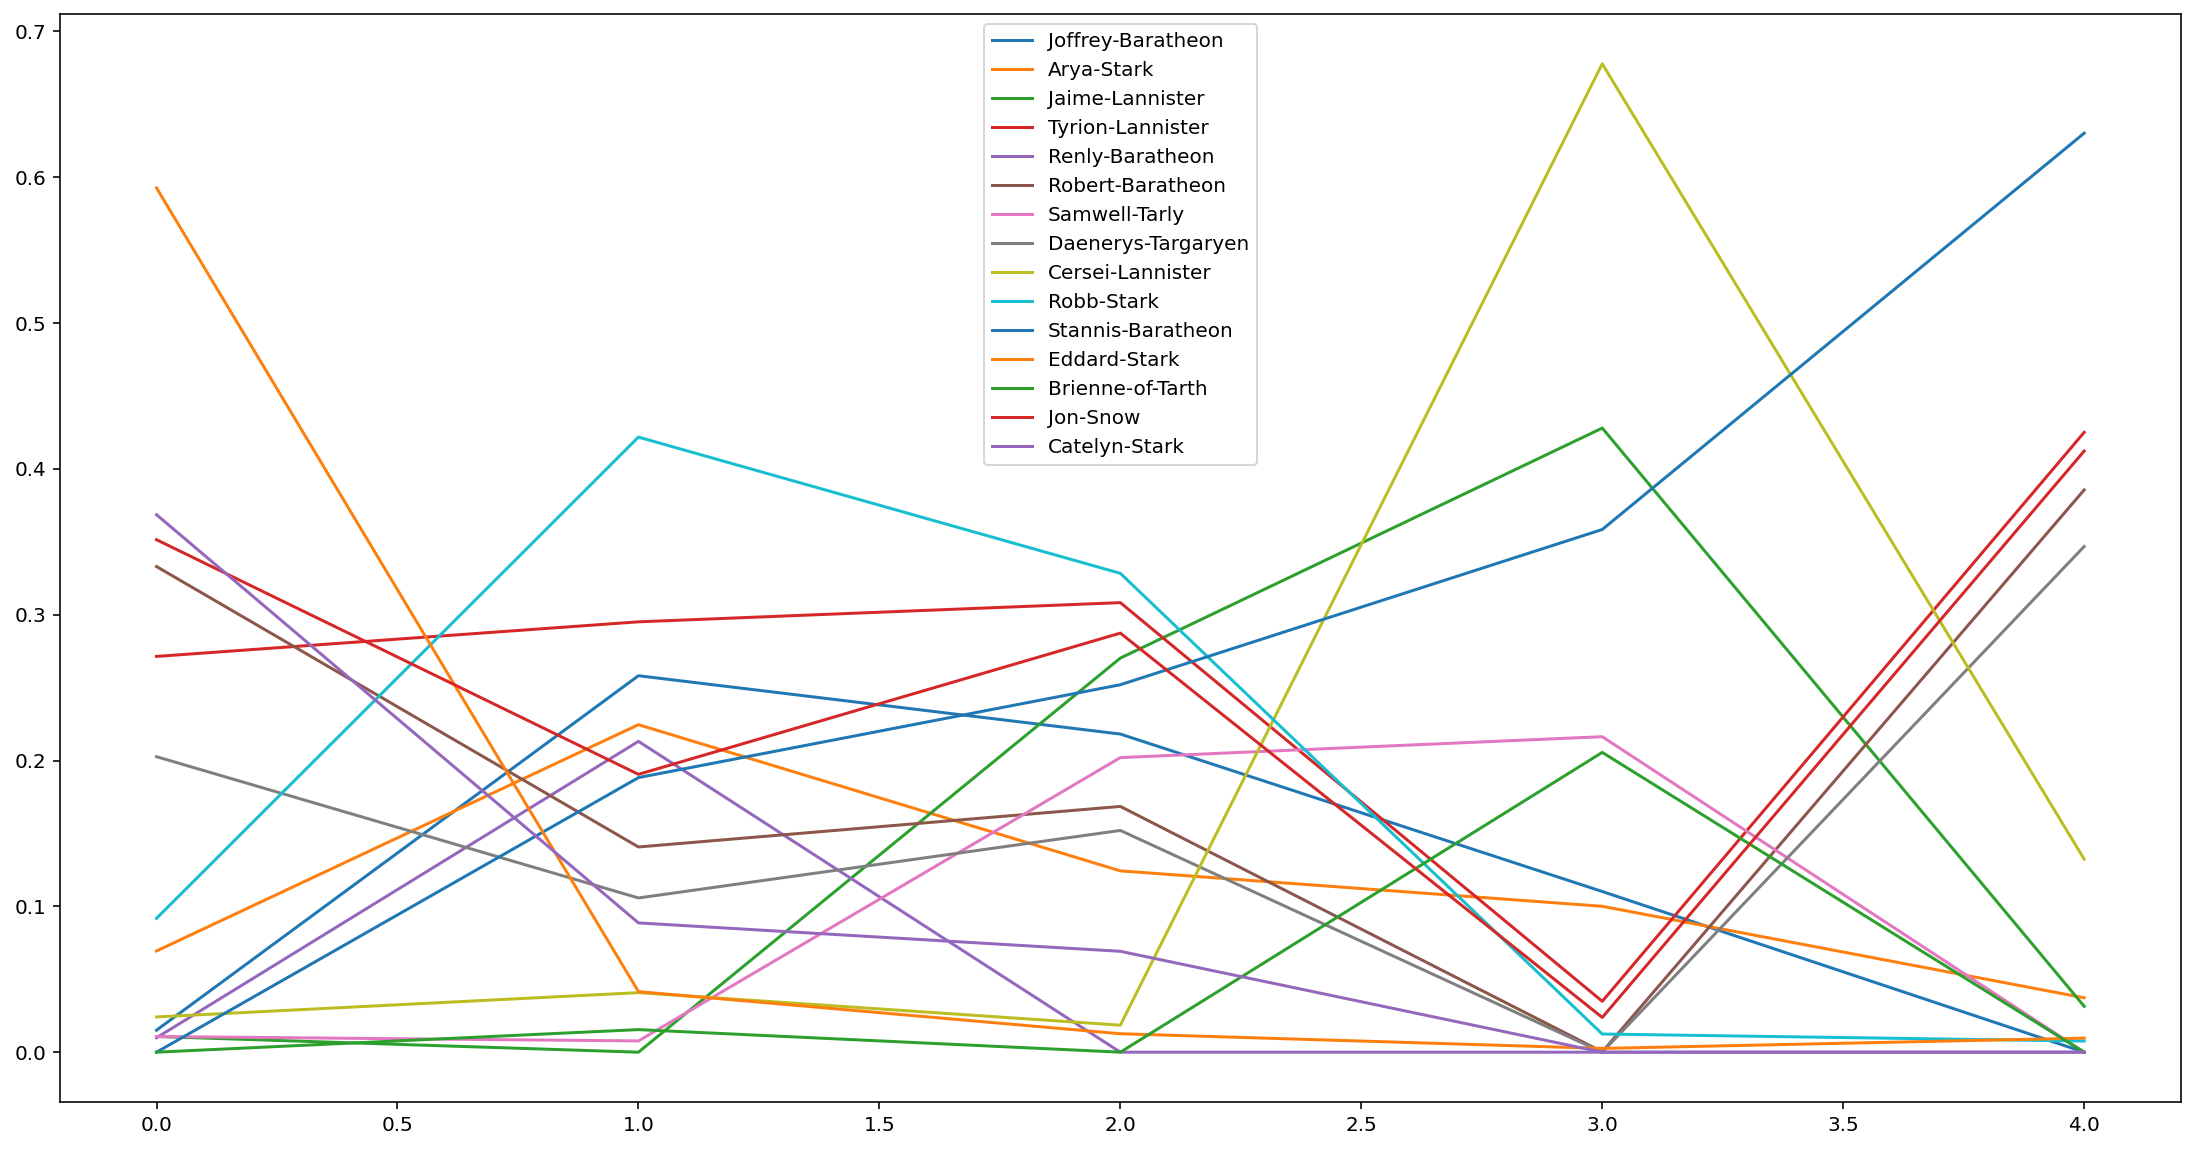 0.7
0.6
0.5
0.4
0.3
0.2
0.1
0.0
Joffrey-Baratheon
Arya-Stark
Jaime-Lannister
Tyrion-Lannister
Renly-Baratheon
Robert-Baratheon
Samwell-Tarly
Daenerys-Targaryen
Cersei-Lannister
Robb-Stark
Stannis-Baratheon
Eddard-Stark
Brienne-of-Tarth
Jon-Snow
Catelyn-Stark
0.0 0.5 1.0 1.5 2.0 2.5 3.0 3.5 4.0